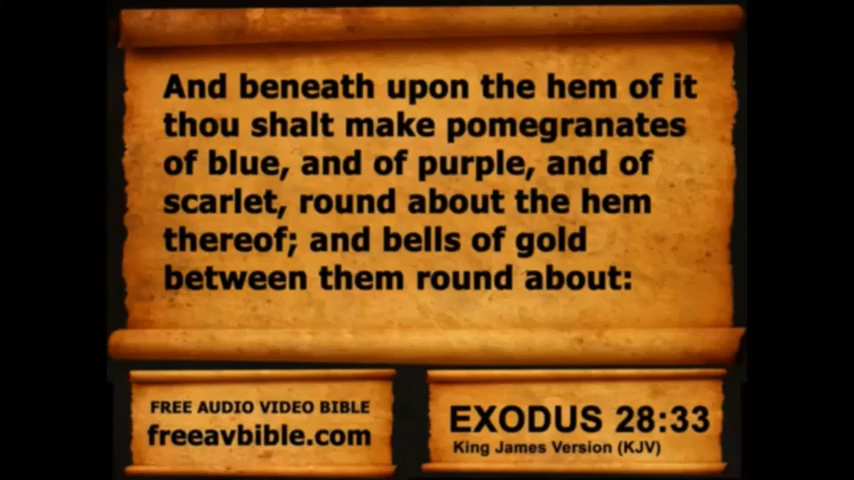 And beneath upon the hem of it
thou shalt make pomegranates
of blue, and of purple, and of
scarlet, round about the hem
thereof; and bells of gold
between them round about:
FREE AUDIO VIDEO BIBLE
freeavbible.com
EXODUS 28:33
King James Version (KJV)